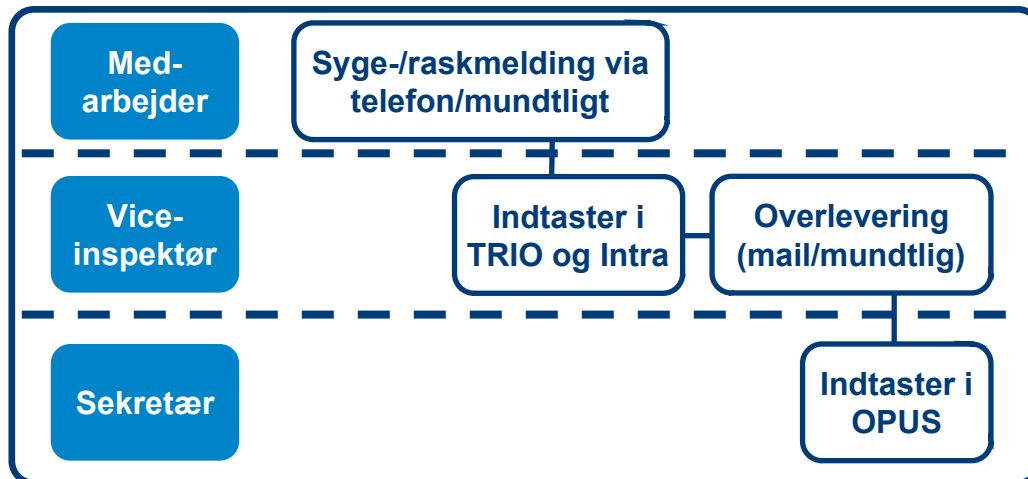 Med-
arbejder
Syge-/raskmelding via
telefon/mundtligt
Vice-
inspektør
Indtaster i
TRIO og Intra
Overlevering
(mail/mundtlig)
Sekretær
Indtaster i
OPUS